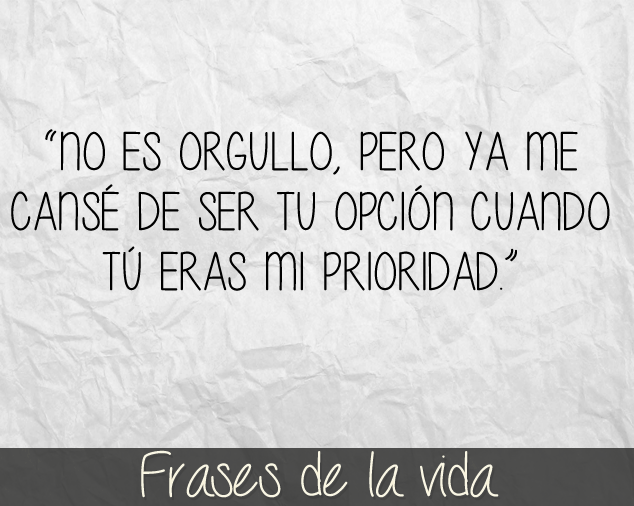 “NO ES ORGULLO, PERO YA ME
CANSÉ DE SER TU OPCIÓN CUANDO
TÚ ERAS MI PRIORIDAD.”
Frases de la vida